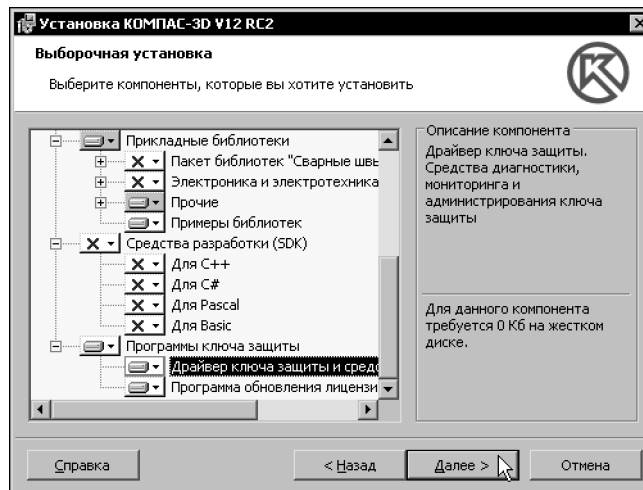 Установка КОМПАС-3D V12 RC2
Выборочная установка
Выберите компоненты, которые вы хотите установить
Прикладные библиотеки
Пакет библиотек "Сварные швы
Электроника и электротехника
Прочие
Примеры библиотек
Средства разработки (SDK)
Для C++
Для C#
Для Pascal
Для Basic
Программы ключа защиты
Драйвер ключа защиты и сред
Программа обновления лицензи
Описание компонента
Драйвер ключа защиты.
Средства диагностики,
мониторинга и
администрирования ключа
защиты
Для данного компонента
требуется 0 Кб на жестком
диске.
Справка
< Назад
Далее >
Отмена